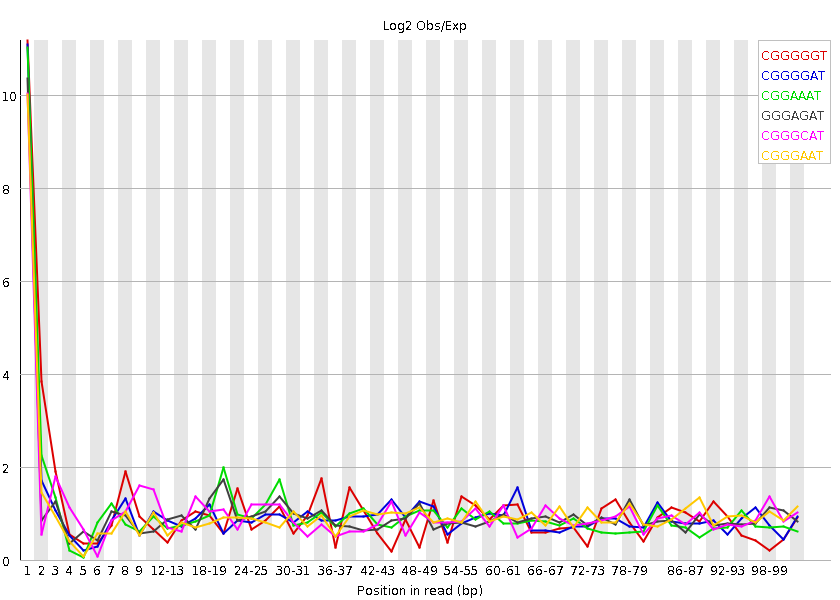 Log2 Obs/Exp
CGGGGGT
CGGGGAT
CGGAAAT
GGGAGAT
CGGGCAT
CGGGAAT
10
8
6
4
2
0
1 2 3 4 5 6 7 8 9 12-13 18-19 24-25 30-31 36-37 42-43 48-49 54-55 60-61 66-67 72-73 78-79 86-87 92-93 98-99
Position in read (bp)